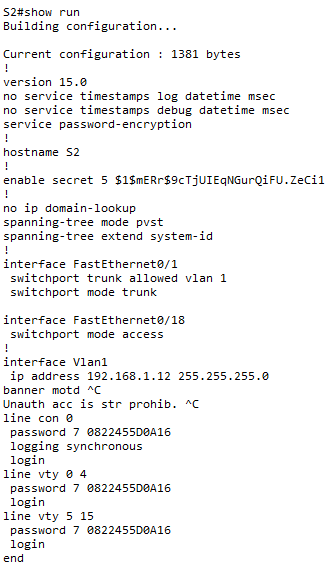 S2#show run
Building configuration...
Current configuration : 1381 bytes
!
version 15.0
no service timestamps log datetime msec
no service timestamps debug datetime msec
service password-encryption
!
hostname S2
!
enable secret 5 $1$mERr$9cTjUIEqNGurQiFU.ZeCi1
!
no ip domain-lookup
spanning-tree mode pvst
spanning-tree extend system-id
!
interface FastEthernet0/1
 switchport trunk allowed vlan 1
 switchport mode trunk
interface FastEthernet0/18
 switchport mode access
!
interface Vlan1
 ip address 192.168.1.12 255.255.255.0
banner motd ^C
Unauth acc is str prohib. ^C
line con 0
 password 7 0822455D0A16
 logging synchronous
 login
line vty 0 4
 password 7 0822455D0A16
 login
line vty 5 15
 password 7 0822455D0A16
 login
end